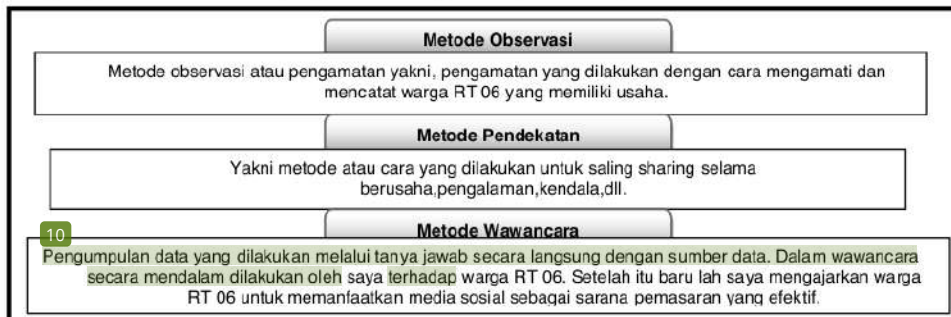 Metode Observasi
Metode observasi atau pengamatan yakni, pengamatan yang dilakukan dengan cara mengamati dan
mencatat warga RT 06 yang memiliki usaha.
Metode Pendekatan
Yakni metode atau cara yang dilakukan untuk saling sharing selama
berusaha,pengalaman,kendala,dll.
10
Metode Wawancara
Pengumpulan data yang dilakukan melalui tanya jawab secara langsung dengan sumber data. Dalam wawancara
secara mendalam dilakukan oleh saya terhadap warga RT 06. Setelah itu baru lah saya mengajarkan warga
RT 06 untuk memanfaatkan media sosial sebagai sarana pemasaran yang efektif.